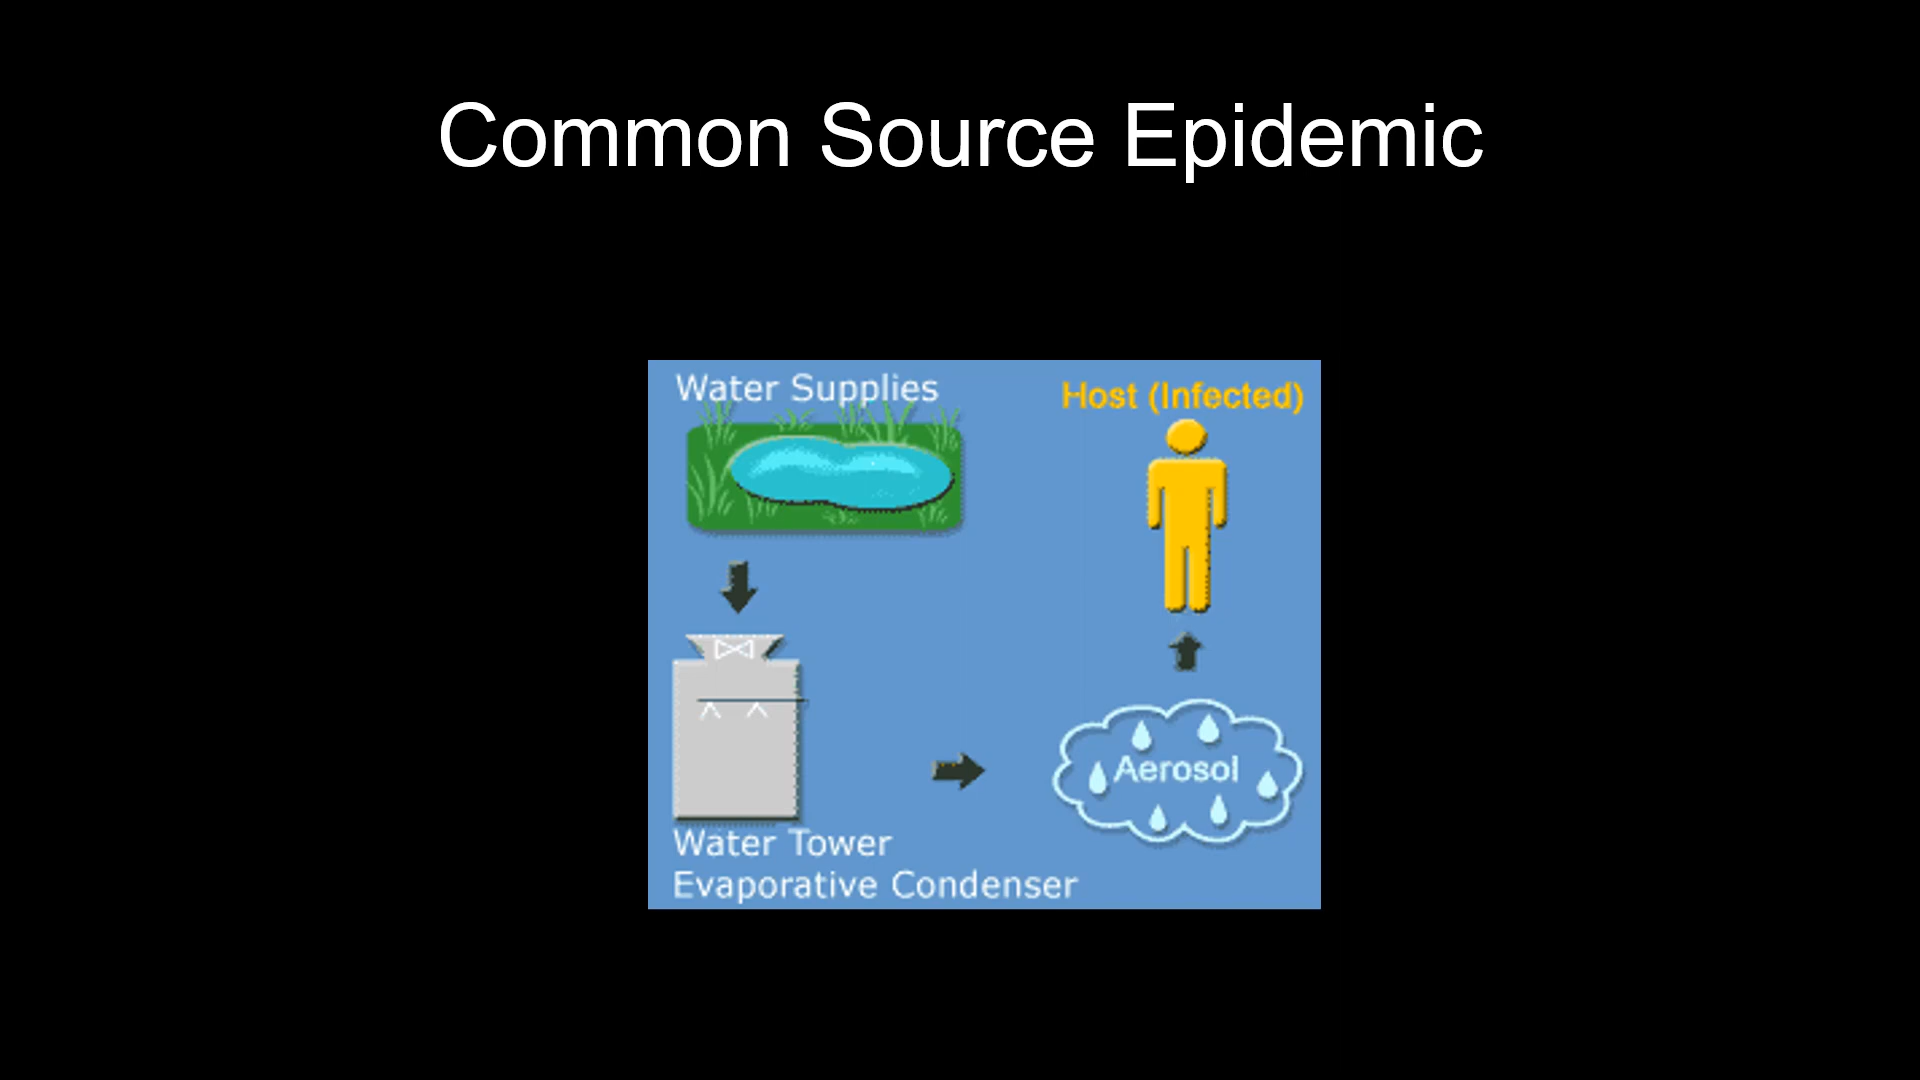 Common Source Epidemic
Water Supplies
Host (Infected)
Aerosol
Water Tower
Evaporative Condenser